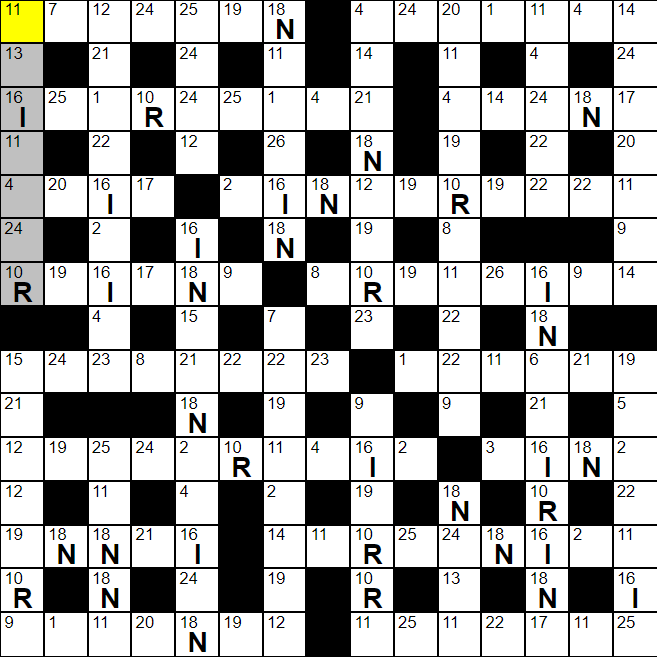 11 7 12 24 25 19 18 N 4 24 20 1 11 4 14
13 21 24 11 14 11 4 24
16 I 25 1 10 R 24 25 1 4 21 4 14 24 18 N 17
11 22 12 26 18 N 19 22 20
4 20 16 I 17 2 16 I 18 N 12 19 10 R 19 22 22 11
24 2 16 I 18 N 19 8 9
10 R 19 16 I 17 18 N 9 8 10 R 19 11 26 16 I 9 14
4 15 7 23 22 18 N
15 24 23 8 21 22 22 23 1 22 11 6 21 19
21 18 N 19 9 9 21 5
12 19 25 24 2 10 R 11 4 16 I 2 3 16 I 18 N 2
12 11 4 2 19 18 N 10 R 22
19 18 N 18 N 21 16 I 14 11 10 R 25 24 18 N 16 I 2 11
10 R 18 N 24 19 10 R 13 18 N 16 I
9 1 11 20 18 N 19 12 11 25 11 22 17 11 25